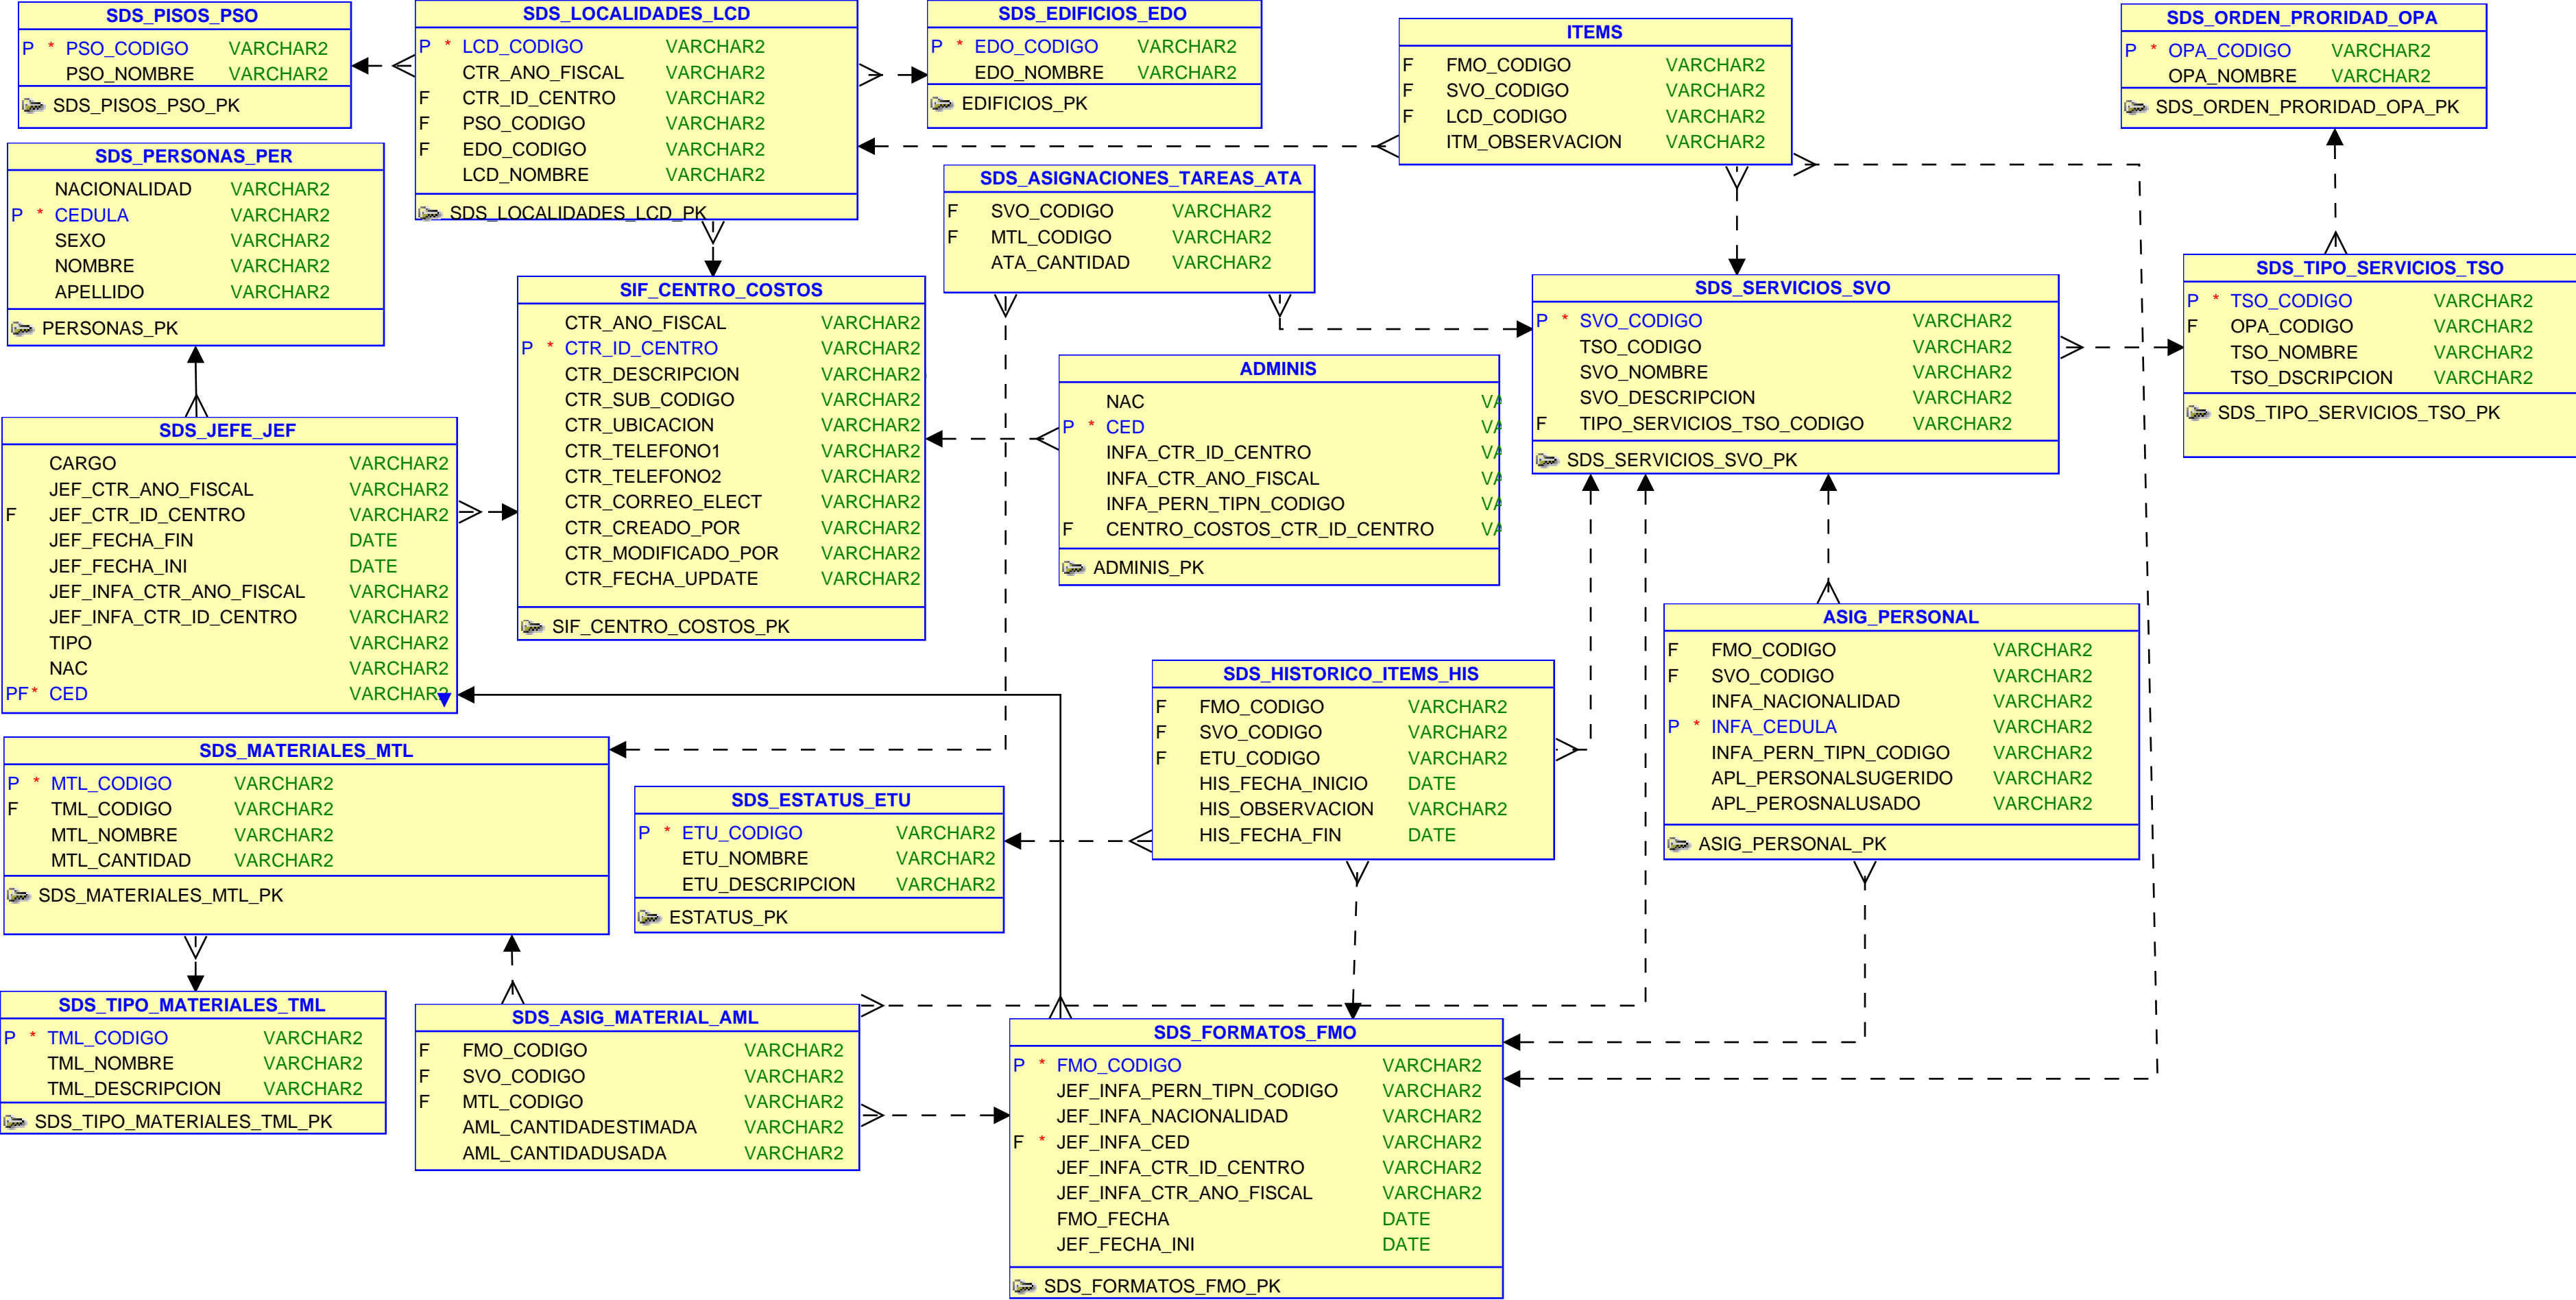 SDS_PISOS_PSO
P * PSO_CODIGO VARCHAR2
PSO_NOMBRE VARCHAR2
SDS_PISOS_PSO_PK
SDS_LOCALIDADES_LCD
P * LCD_CODIGO VARCHAR2
CTR_ANO_FISCAL VARCHAR2
F CTR_ID_CENTRO VARCHAR2
F PSO_CODIGO VARCHAR2
F EDO_CODIGO VARCHAR2
LCD_NOMBRE VARCHAR2
SDS_LOCALIDADES_LCD_PK
SDS_EDIFICIOS_EDO
P * EDO_CODIGO VARCHAR2
EDO_NOMBRE VARCHAR2
EDIFICIOS_PK
ITEMS
F FMO_CODIGO VARCHAR2
F SVO_CODIGO VARCHAR2
F LCD_CODIGO VARCHAR2
ITM_OBSERVACION VARCHAR2
SDS_ORDEN_PRORIDAD_OPA
P * OPA_CODIGO VARCHAR2
OPA_NOMBRE VARCHAR2
SDS_ORDEN_PRORIDAD_OPA_PK
SDS_PERSONAS_PER
NACIONALIDAD VARCHAR2
P * CEDULA VARCHAR2
SEXO VARCHAR2
NOMBRE VARCHAR2
APELLIDO VARCHAR2
PERSONAS_PK
SDS_ASIGNACIONES_TAREAS_ATA
F SVO_CODIGO VARCHAR2
F MTL_CODIGO VARCHAR2
ATA_CANTIDAD VARCHAR2
SIF_CENTRO_COSTOS
CTR_ANO_FISCAL VARCHAR2
P * CTR_ID_CENTRO VARCHAR2
CTR_DESCRIPCION VARCHAR2
CTR_SUB_CODIGO VARCHAR2
CTR_UBICACION VARCHAR2
CTR_TELEFONO1 VARCHAR2
CTR_TELEFONO2 VARCHAR2
CTR_CORREO_ELECT VARCHAR2
CTR_CREADO_POR VARCHAR2
CTR_MODIFICADO_POR VARCHAR2
CTR_FECHA_UPDATE VARCHAR2
SIF_CENTRO_COSTOS_PK
SDS_SERVICIOS_SVO
P * SVO_CODIGO VARCHAR2
TSO_CODIGO VARCHAR2
SVO_NOMBRE VARCHAR2
SVO_DESCRIPCION VARCHAR2
F TIPO_SERVICIOS_TSO_CODIGO VARCHAR2
SDS_SERVICIOS_SVO_PK
SDS_TIPO_SERVICIOS_TSO
P * TSO_CODIGO VARCHAR2
F OPA_CODIGO VARCHAR2
TSO_NOMBRE VARCHAR2
TSO_DSCRIPCION VARCHAR2
SDS_TIPO_SERVICIOS_TSO_PK
ADMINIS
NAC
P * CED
INFA_CTR_ID_CENTRO
INFA_CTR_ANO_FISCAL
INFA_PERN_TIPN_CODIGO
F CENTRO_COSTOS_CTR_ID_CENTRO
ADMINIS_PK
SDS_JEFE_JEF
CARGO VARCHAR2
JEF_CTR_ANO_FISCAL VARCHAR2
F JEF_CTR_ID_CENTRO VARCHAR2
JEF_FECHA_FIN DATE
JEF_FECHA_INI DATE
JEF_INFA_CTR_ANO_FISCAL VARCHAR2
JEF_INFA_CTR_ID_CENTRO VARCHAR2
TIPO VARCHAR2
NAC VARCHAR2
PF* CED VARCHAR2
ASIG_PERSONAL
F FMO_CODIGO VARCHAR2
F SVO_CODIGO VARCHAR2
INFA_NACIONALIDAD VARCHAR2
P * INFA_CEDULA VARCHAR2
INFA_PERN_TIPN_CODIGO VARCHAR2
APL_PERSONALSUGERIDO VARCHAR2
APL_PEROSNALUSADO VARCHAR2
ASIG_PERSONAL_PK
SDS_HISTORICO_ITEMS_HIS
F FMO_CODIGO VARCHAR2
F SVO_CODIGO VARCHAR2
F ETU_CODIGO VARCHAR2
HIS_FECHA_INICIO DATE
HIS_OBSERVACION VARCHAR2
HIS_FECHA_FIN DATE
SDS_MATERIALES_MTL
P * MTL_CODIGO VARCHAR2
F TML_CODIGO VARCHAR2
MTL_NOMBRE VARCHAR2
MTL_CANTIDAD VARCHAR2
SDS_MATERIALES_MTL_PK
SDS_ESTATUS_ETU
P * ETU_CODIGO VARCHAR2
ETU_NOMBRE VARCHAR2
ETU_DESCRIPCION VARCHAR2
ESTATUS_PK
SDS_TIPO_MATERIALES_TML
P * TML_CODIGO VARCHAR2
TML_NOMBRE VARCHAR2
TML_DESCRIPCION VARCHAR2
SDS_TIPO_MATERIALES_TML_PK
SDS_ASIG_MATERIAL_AML
F FMO_CODIGO VARCHAR2
F SVO_CODIGO VARCHAR2
F MTL_CODIGO VARCHAR2
AML_CANTIDADESTIMADA VARCHAR2
AML_CANTIDADUSADA VARCHAR2
SDS_FORMATOS_FMO
P * FMO_CODIGO VARCHAR2
JEF_INFA_PERN_TIPN_CODIGO VARCHAR2
JEF_INFA_NACIONALIDAD VARCHAR2
F * JEF_INFA_CED VARCHAR2
JEF_INFA_CTR_ID_CENTRO VARCHAR2
JEF_INFA_CTR_ANO_FISCAL VARCHAR2
FMO_FECHA DATE
JEF_FECHA_INI DATE
SDS_FORMATOS_FMO_PK